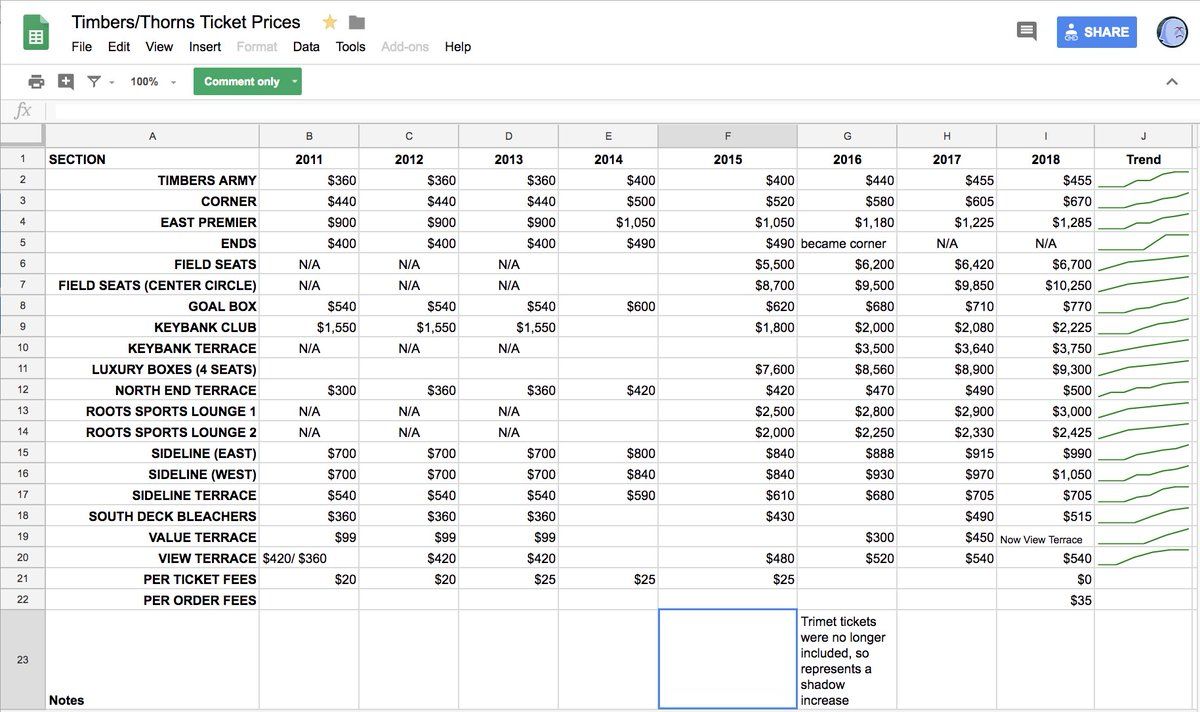 Timbers/Thorns Ticket Prices
File Edit View Insert Format Data Tools Add-ons Help
SHARE
100% Comment only
fx
A B C D E F G H I J
1 SECTION 2011 2012 2013 2014 2015 2016 2017 2018 Trend
2 TIMBERS ARMY $360 $360 $360 $400 $400 $440 $455 $455
3 CORNER $440 $440 $440 $500 $520 $580 $605 $670
4 EAST PREMIER $900 $900 $900 $1,050 $1,050 $1,180 $1,225 $1,285
5 ENDS $400 $400 $400 $490 $490 became corner N/A N/A
6 FIELD SEATS N/A N/A N/A $5,500 $6,200 $6,420 $6,700
7 FIELD SEATS (CENTER CIRCLE) N/A N/A N/A $8,700 $9,500 $9,850 $10,250
8 GOAL BOX $540 $540 $540 $600 $620 $680 $710 $770
9 KEYBANK CLUB $1,550 $1,550 $1,550 $1,800 $2,000 $2,080 $2,225
10 KEYBANK TERRACE N/A N/A N/A $3,500 $3,640 $3,750
11 LUXURY BOXES (4 SEATS) $7,600 $8,560 $8,900 $9,300
12 NORTH END TERRACE $300 $360 $360 $420 $420 $470 $490 $500
13 ROOTS SPORTS LOUNGE 1 N/A N/A N/A $2,500 $2,800 $2,900 $3,000
14 ROOTS SPORTS LOUNGE 2 N/A N/A N/A $2,000 $2,250 $2,330 $2,425
15 SIDELINE (EAST) $700 $700 $700 $800 $840 $888 $915 $990
16 SIDELINE (WEST) $700 $700 $700 $840 $840 $930 $970 $1,050
17 SIDELINE TERRACE $540 $540 $540 $590 $610 $680 $705 $705
18 SOUTH DECK BLEACHERS $360 $360 $360 $430 $490 $515
19 VALUE TERRACE $99 $99 $99 $300 $450 Now View Terrace
20 VIEW TERRACE $420/ $360 $420 $420 $480 $520 $540 $540
21 PER TICKET FEES $20 $20 $25 $25 $25 $0
22 PER ORDER FEES $35
Trimet tickets
were no longer
included, so
23 represents a
shadow
Notes increase